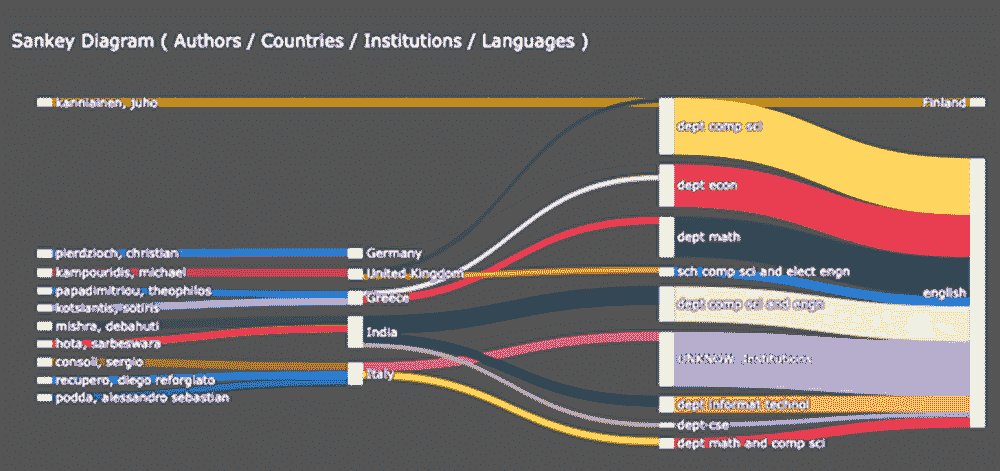 Sankey Diagram ( Authors / Countries / Institutions / Languages )
kanniainen, juho
Finland
dept comp sci
dept econ
dept math
pierdzioch, christian
Germany
kampouridis, michael
United Kingdom
sch comp sci and elect engn
papadimitriou, theophilos
Greece
english
kotsiantis, sotiris
dept comp sci and engn
mishra, debahuti
India
hota, sarbeswara
UNKNOW. Institutions
consoli, sergio
Italy
recupero, diego reforgiato
podda, alessandro sebastian
dept informat technol
dept cse
dept math and comp sci